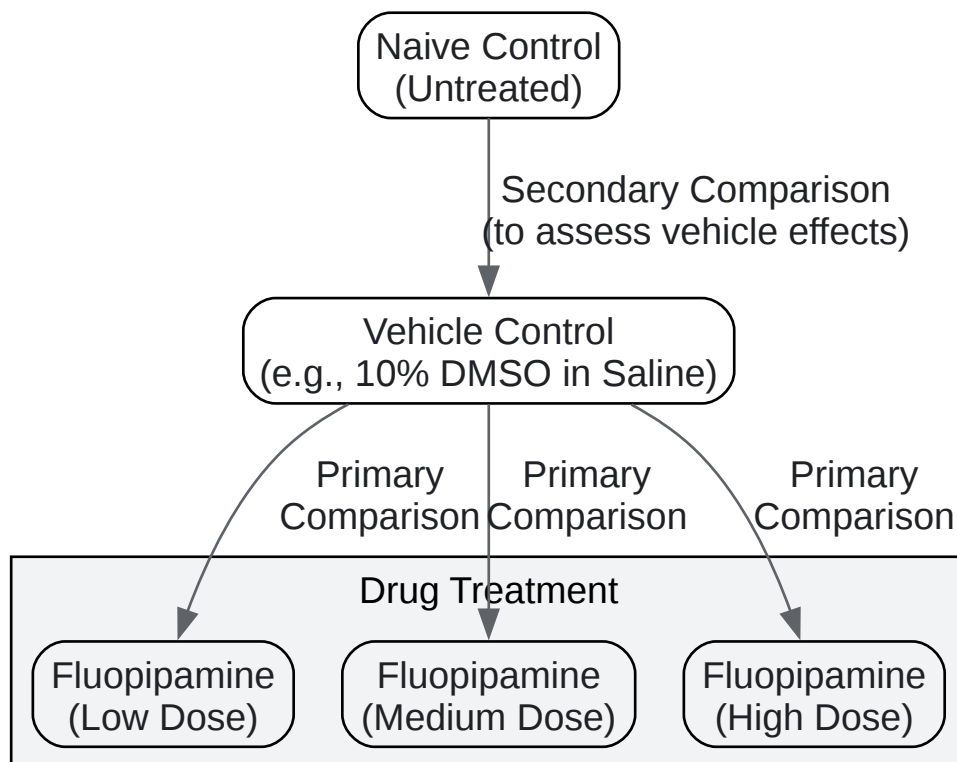 Naive Control
(Untreated)
Secondary Comparison
(to assess vehicle effects)
Vehicle Control
(e.g., 10% DMSO in Saline)
Primary
Comparison
Primary
Comparison
Primary
Comparison
Drug Treatment
Fluopipamine
(Low Dose)
Fluopipamine
(Medium Dose)
Fluopipamine
(High Dose)